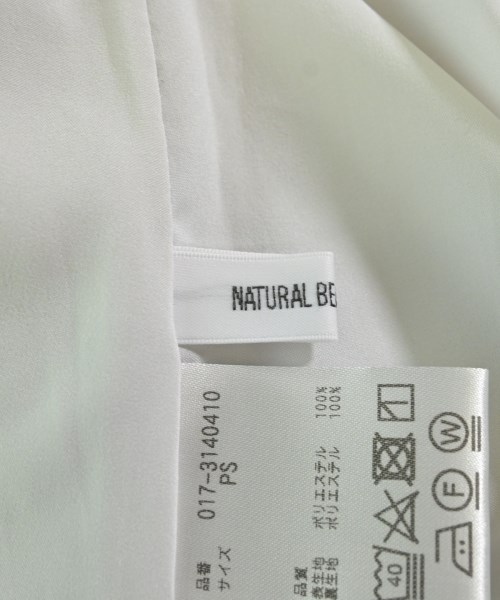 NATURAL BE
品番 017-3140410
サイズ PS
品質
表生地 ポリエステル 100%
裏生地 ポリエステル 100%
40
W
F